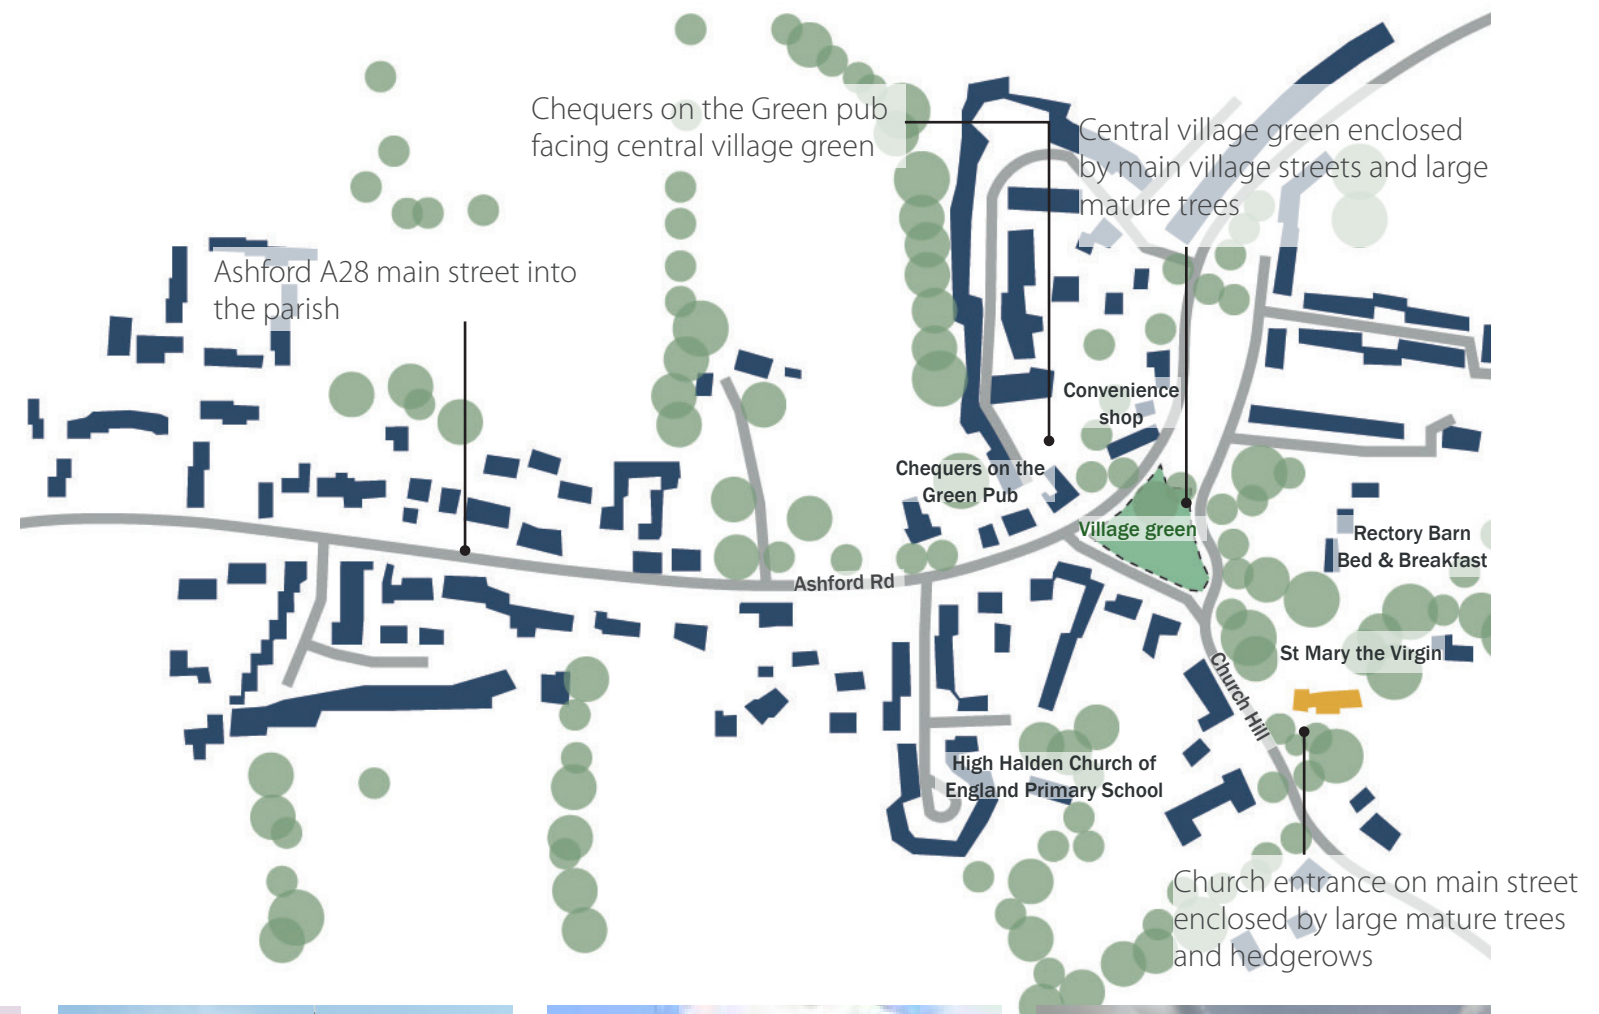 Chequers on the Green pub
facing central village green
Central village green enclosed
by main village streets and large
mature trees
Ashford A28 main street into
the parish
Convenience
shop
Chequers on the
Green Pub
Village green
Rectory Barn
Bed & Breakfast
Ashford Rd
St Mary the Virgin
Church Hill
High Halden Church of
England Primary School
Church entrance on main street
enclosed by large mature trees
and hedgerows